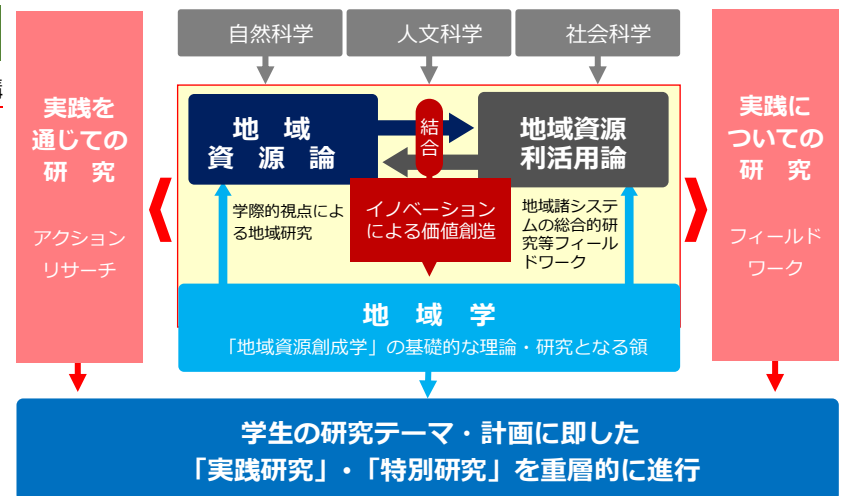 自然科学
人文科学
社会科学
実践を
通じての
研　究
アクション
リサーチ
地　域
資　源　論
結合
地域資源
利活用論
学際的視点によ
る地域研究
イノベーション
による価値創造
地域諸システ
ムの総合的研
究等フィール
ドワーク
実践に
ついての
研　究
フィールド
ワーク
地　域　学
「地域資源創成学」の基礎的な理論・研究となる領
学生の研究テーマ・計画に即した
「実践研究」・「特別研究」を重層的に進行